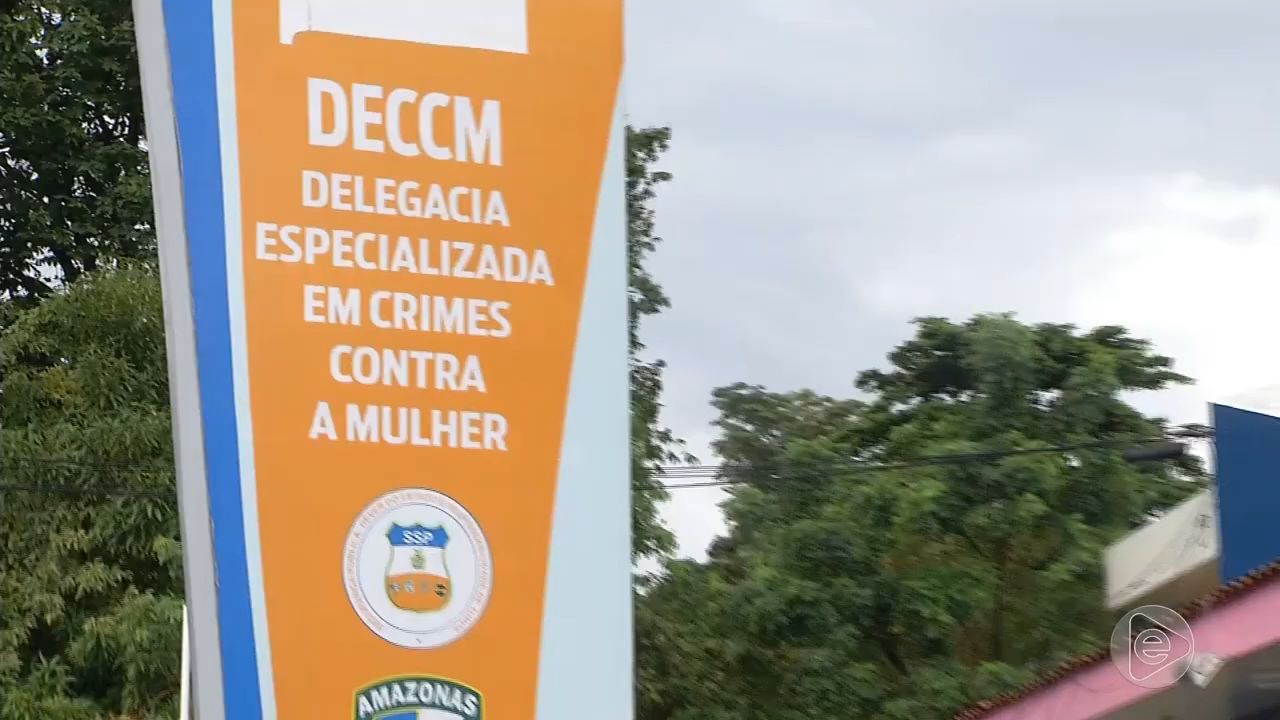 DECCM
DELEGACIA
ESPECIALIZADA
EM CRIMES
CONTRA
A MULHER
SSP
AMAZONAS
e